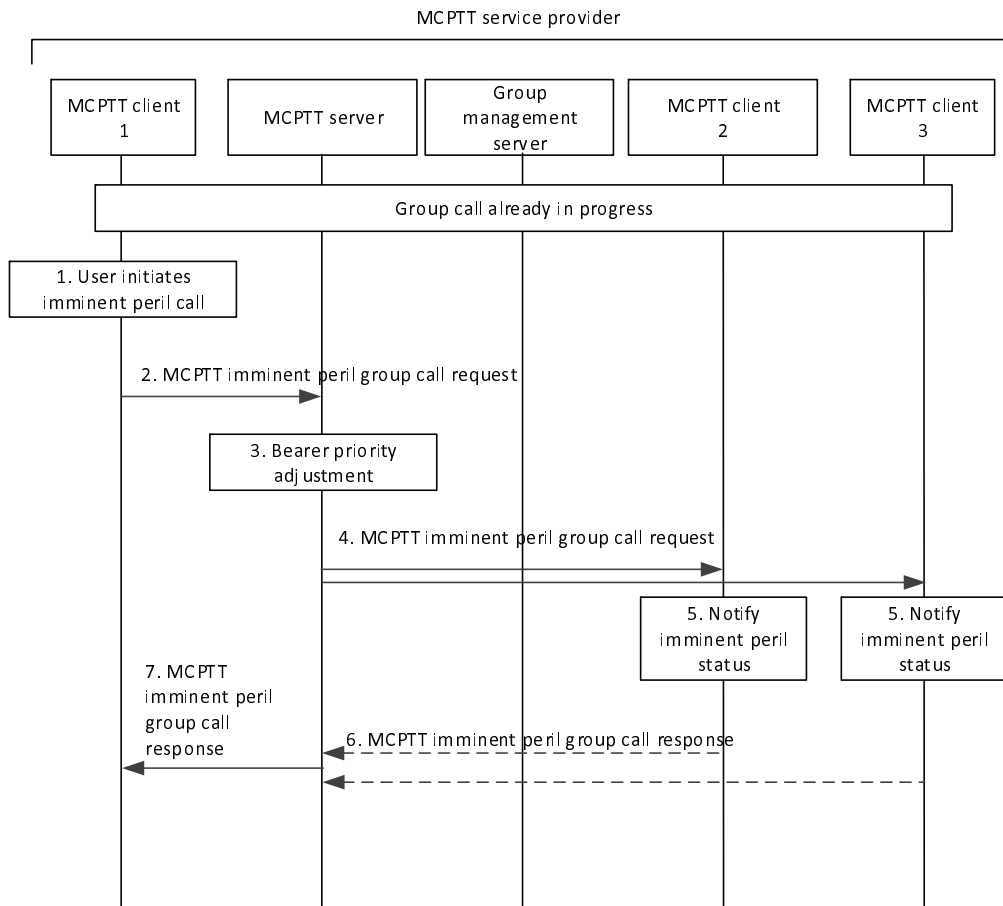 MCPTT service provider
MCPTT client
1
MCPTT server
Group
management
server
MCPTT client
2
MCPTT client
3
Group call already in progress
1. User initiates
imminent peril call
2. MCPTT imminent peril group call request
3. Bearer priority
adjustment
4. MCPTT imminent peril group call request
5. Notify
imminent peril
status
5. Notify
imminent peril
status
7. MCPTT
imminent peril
group call
response
6. MCPTT imminent peril group call response